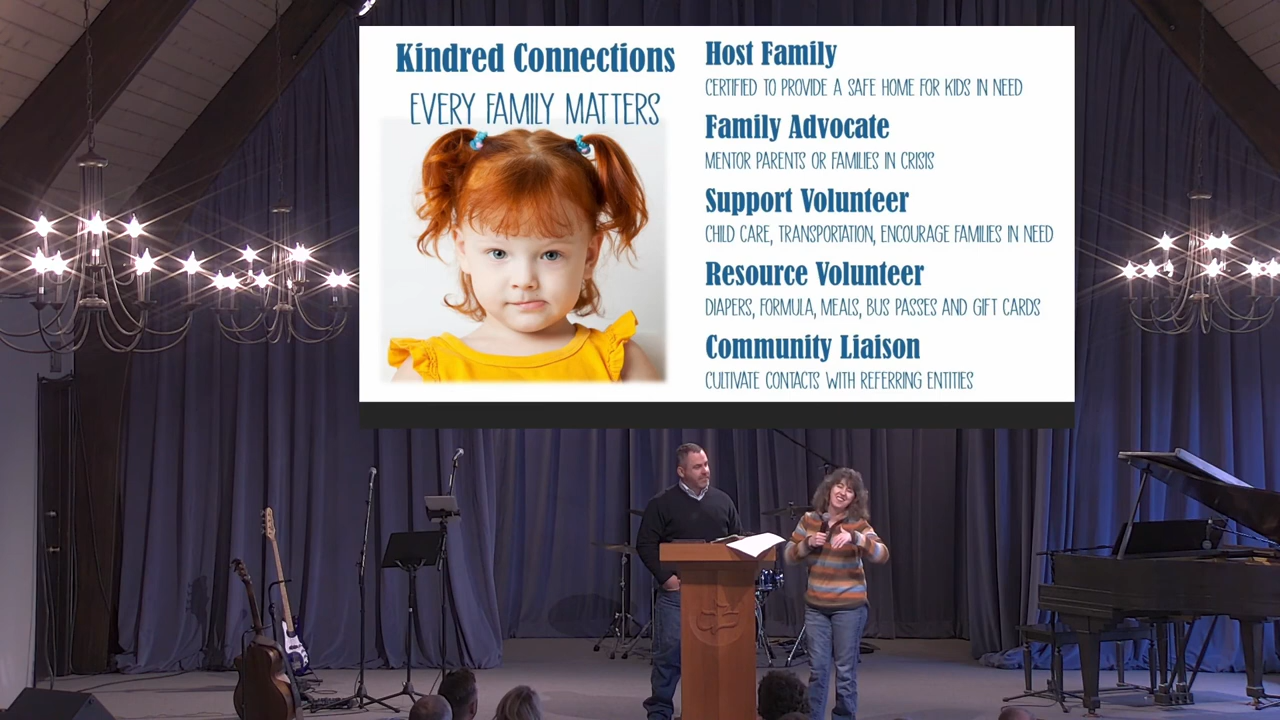 Kindred Connections
EVERY FAMILY MATTERS
Host Family
CERTIFIED TO PROVIDE A SAFE HOME FOR KIDS IN NEED
Family Advocate
MENTOR PARENTS OR FAMILIES IN CRISIS
Support Volunteer
CHILD CARE, TRANSPORTATION, ENCOURAGE FAMILIES IN NEED
Resource Volunteer
DIAPERS, FORMULA, MEALS, BUS PASSES AND GIFT CARDS
Community Liaison
CULTIVATE CONTACTS WITH REFERRING ENTITIES